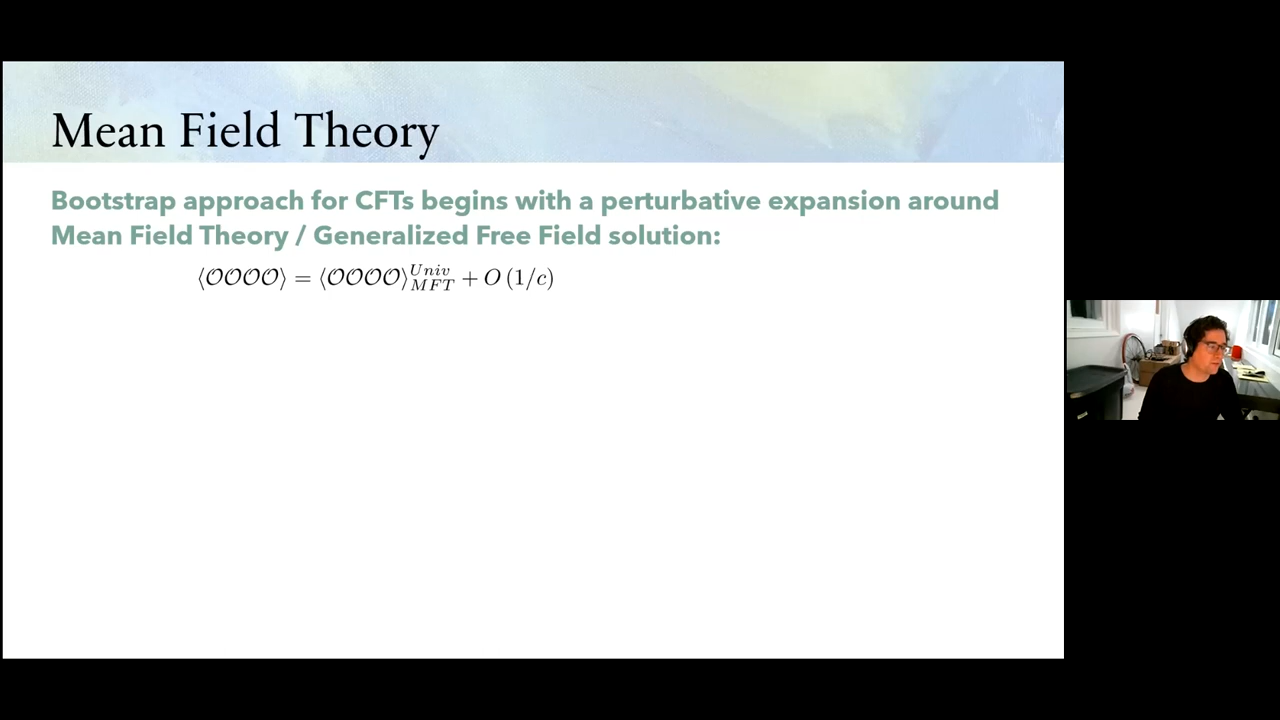 Mean Field Theory
Bootstrap approach for CFTs begins with a perturbative expansion around
Mean Field Theory / Generalized Free Field solution:
⟨𝒪𝒪𝒪𝒪⟩ = ⟨𝒪𝒪𝒪𝒪⟩^{Univ}_{MFT} + O (1/c)